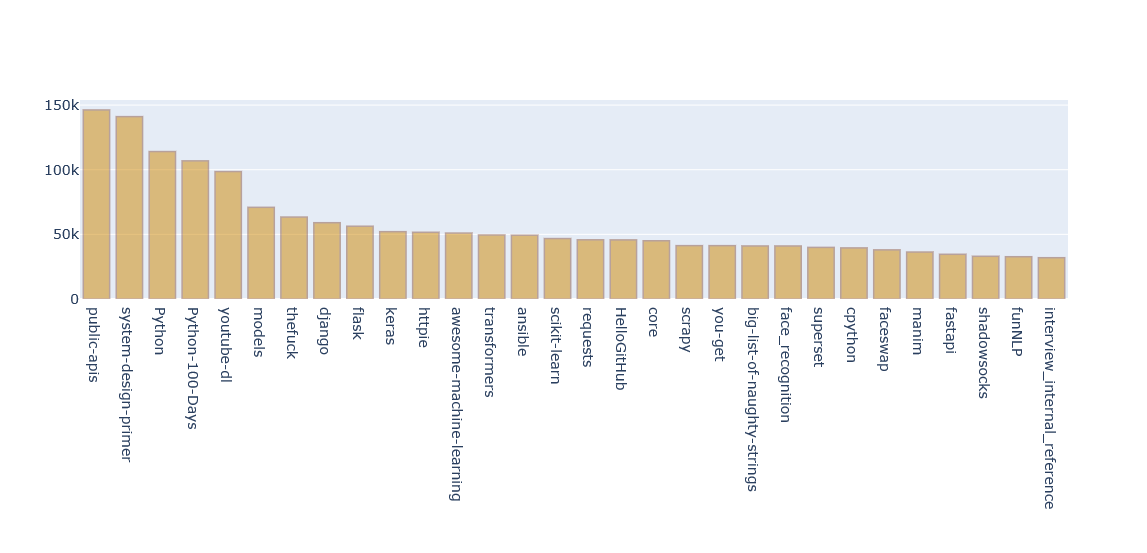 150k
100k
50k
0
public-apis
system-design-primer
Python
Python-100-Days
youtube-dl
models
thefuck
django
flask
keras
httpie
awesome-machine-learning
transformers
ansible
scikit-learn
requests
HelloGitHub
core
scrapy
you-get
big-list-of-naughty-strings
face_recognition
superset
cpython
faceswap
manim
fastapi
shadowsocks
funNLP
interview_internal_reference